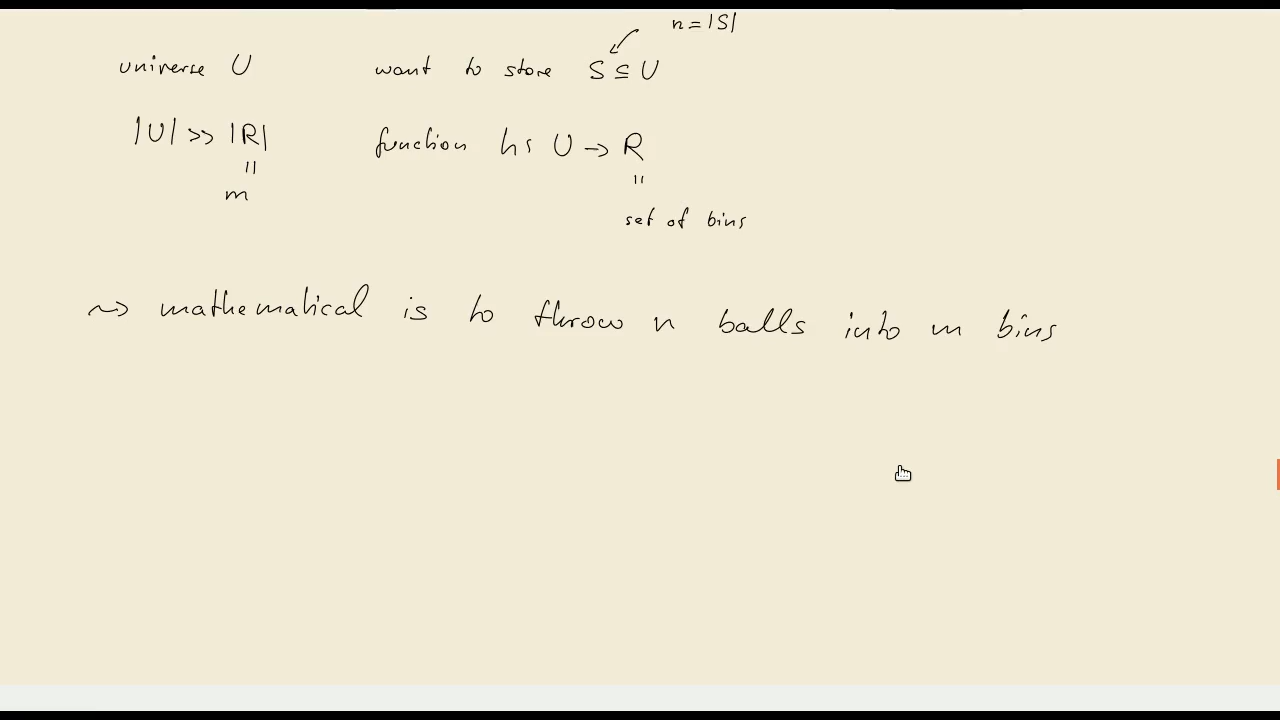 n = |S|
universe U want to store S ⊆ U
|U| >> |R| function h: U → R
=
m
=
set of bins
⇝ mathematical is to throw n balls into m bins